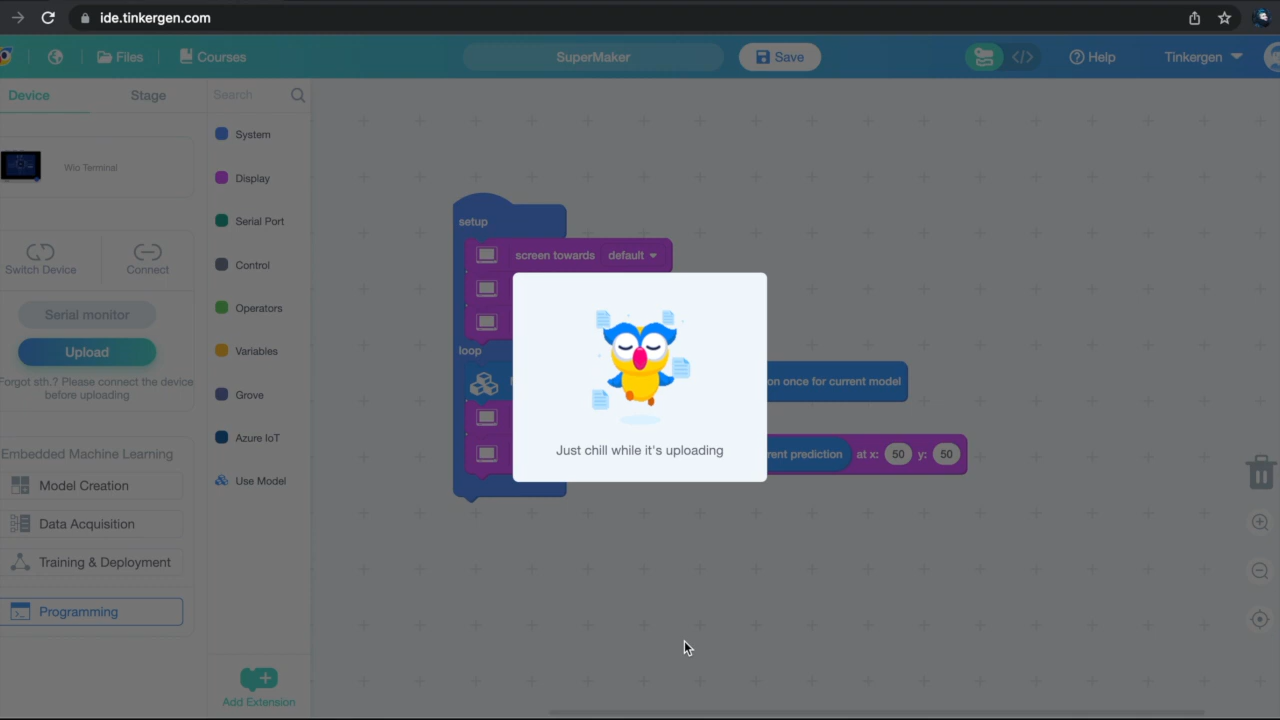 ide.tinkergen.com
Files
Courses
SuperMaker
Save
Help
Tinkergen
Device
Stage
Search
Wio Terminal
Switch Device
Connect
Serial monitor
Upload
Forgot sth.? Please connect the device
before uploading
Embedded Machine Learning
Model Creation
Data Acquisition
Training & Deployment
Programming
System
Display
Serial Port
Control
Operators
Variables
Grove
Azure IoT
Use Model
Add Extension
setup
screen towards default
loop
on once for current model
rent prediction at x: 50 y: 50
Just chill while it's uploading